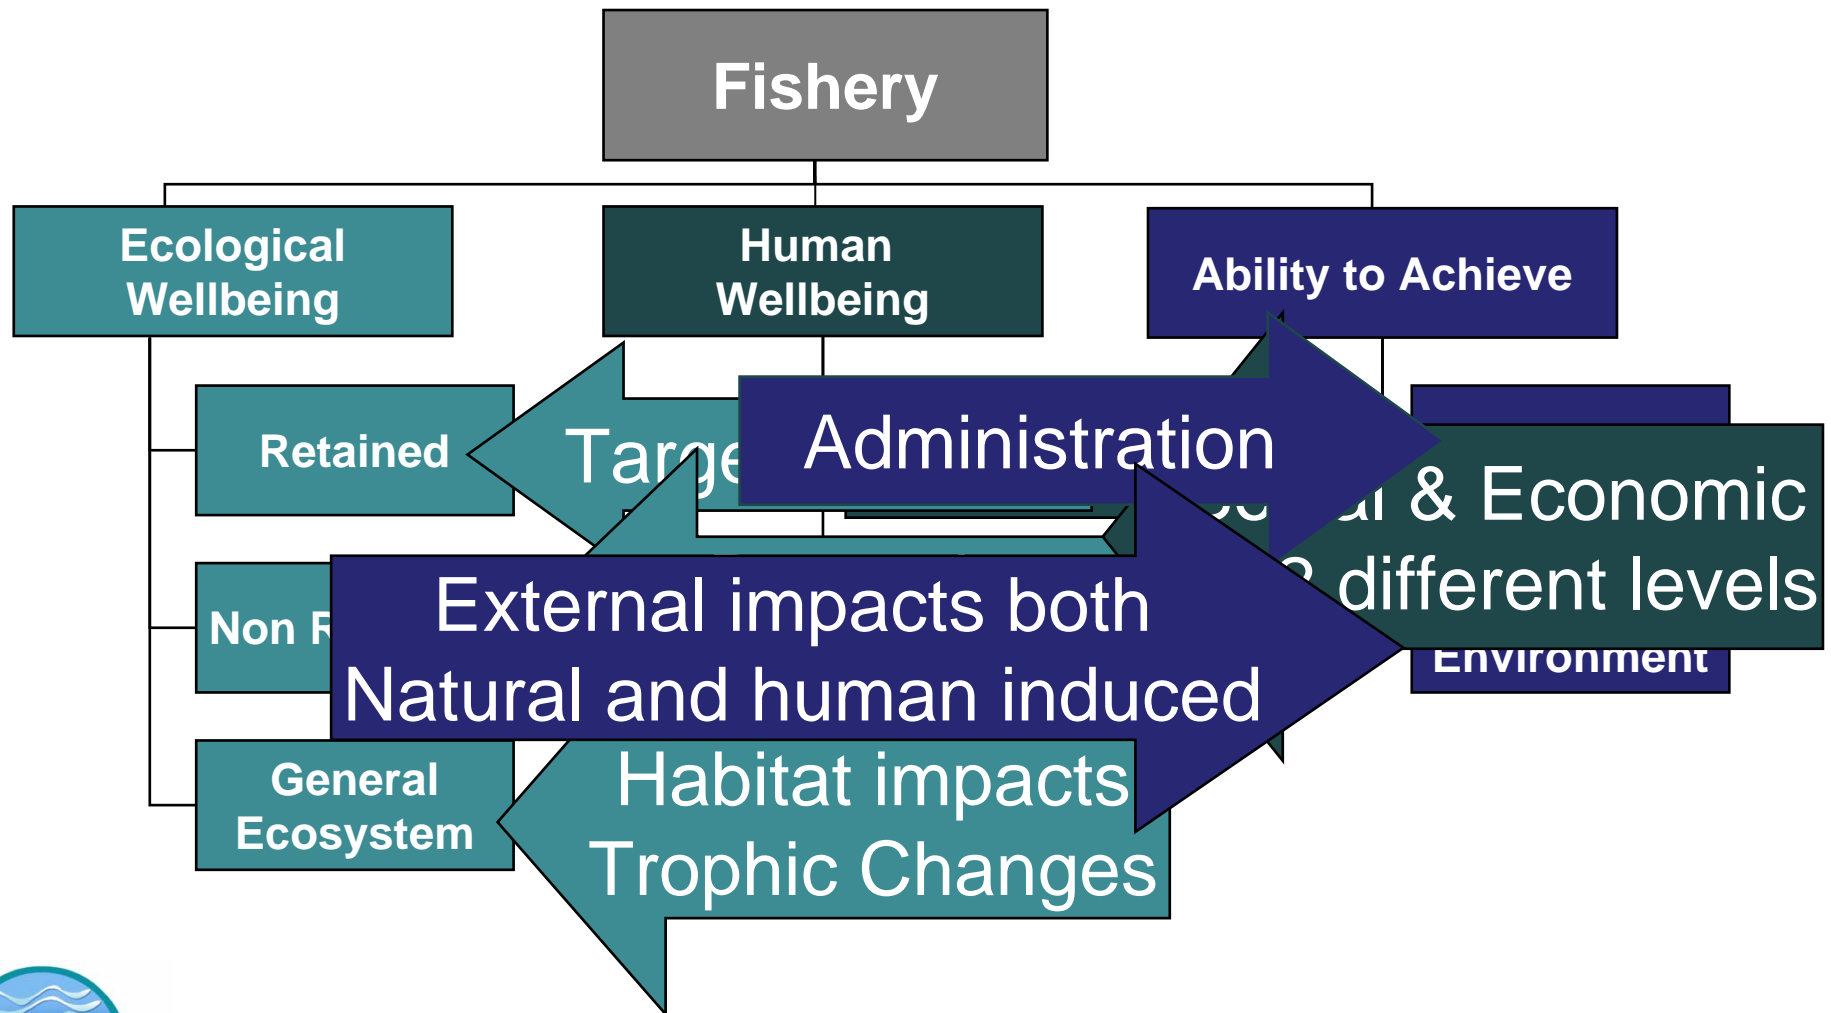 Fishery
Ecological
Wellbeing
Human
Wellbeing
Ability to Achieve
Retained
Administration
& Economic
different levels
Non
External impacts both
Natural and human induced
Environment
General
Ecosystem
Habitat impacts
Trophic Changes